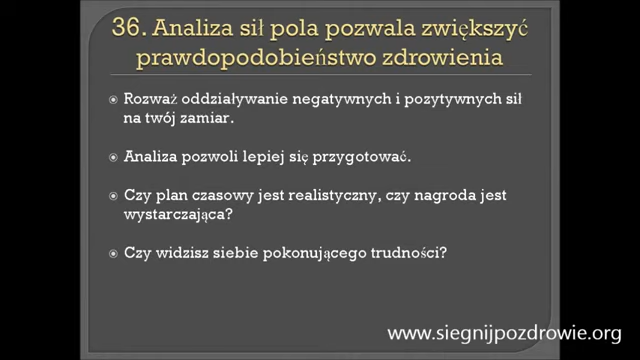 36. Analiza sił pola pozwala zwiększyć
prawdopodobieństwo zdrowienia
Rozważ oddziaływanie negatywnych i pozytywnych sił
na twój zamiar.
Analiza pozwoli lepiej się przygotować.
Czy plan czasowy jest realistyczny, czy nagroda jest
wystarczająca?
Czy widzisz siebie pokonującego trudności?
www.siegnijpozdrowie.org